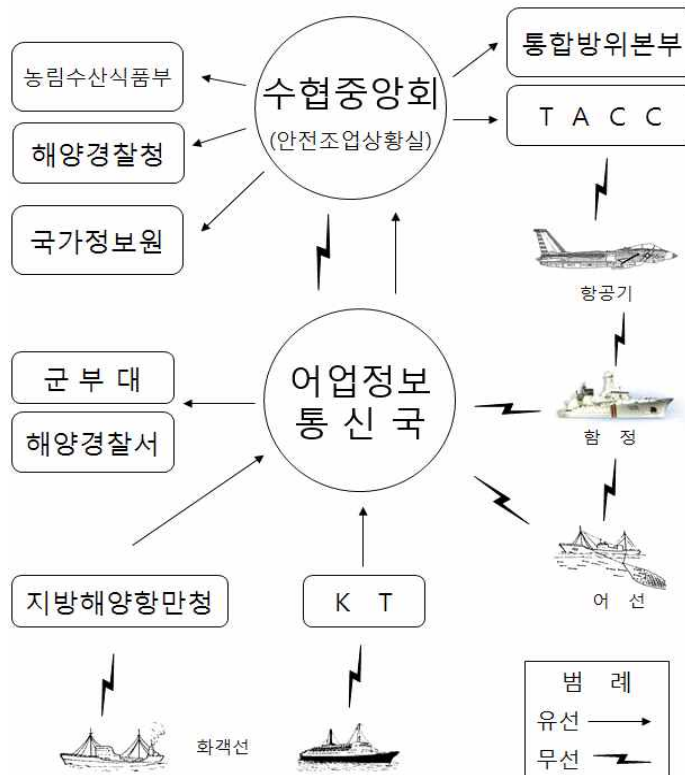 수협중앙회
(안전조업상황실)
농림수산식품부
해양경찰청
국가정보원
통합방위본부
T A C C
항공기
어업정보
통 신 국
군 부 대
해양경찰서
함 정
어 선
지방해양항만청
K T
화객선
범 례
유선
무선